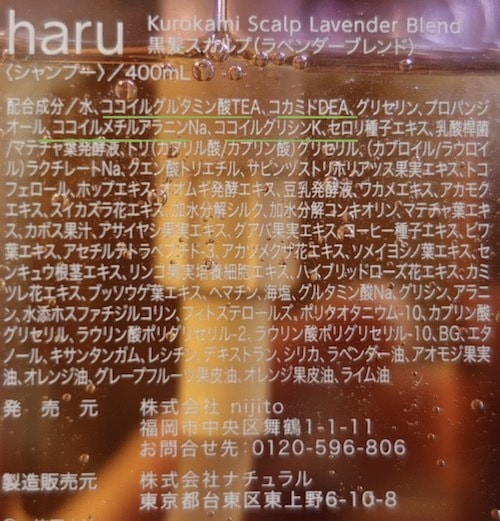 haru Kurokami Scalp Lavender Blend
黒髪スカルプ（ラベンダーブレンド）
〈シャンプー〉／400mL
配合成分／水、ココイルグルタミン酸TEA、コカミドDEA、グリセリン、プロパンジ
オール、ココイルメチルアラニンNa、ココイルグリシンK、セロリ種子エキス、乳酸桿菌
/マテチャ葉発酵液、トリ（カプリル酸/カプリン酸）グリセリル、（カプロイル/ラウロイ
ル）ラクチレートNa、クエン酸トリエチル、サピンヅストリホリアツス果実エキス、トコ
フェロール、ホップエキス、オオムギ発酵エキス、豆乳発酵液、ワカメエキス、アカモク
エキス、スイカズラ花エキス、加水分解シルク、加水分解コンキオリン、マテチャ葉エ
キス、カボス果汁、アサイヤシ果実エキス、グアバ果実エキス、コーヒー種子エキス、ビワ
葉エキス、アセチルテトラペプチド-3、アカツメクサ花エキス、ソメイヨシノ葉エキス、セ
ンキュウ根茎エキス、リンゴ果実培養細胞エキス、ハイブリッドローズ花エキス、カミ
ツレ花エキス、ブッソウゲ葉エキス、ヘマチン、海塩、グルタミン酸Na、グリシン、アラニ
ン、水添ホスファチジルコリン、フィトステロールズ、ポリクオタニウム-10、カプリン酸
グリセリル、ラウリン酸ポリグリセリル-2、ラウリン酸ポリグリセリル-10、BG、エタ
ノール、キサンタンガム、レシチン、デキストラン、シリカ、ラベンダー油、アオモジ果実
油、オレンジ油、グレープフルーツ果皮油、オレンジ果皮油、ライム油
発売元 株式会社 nijito
福岡市中央区舞鶴1-1-11
お問合せ先：0120-596-806
製造販売元 株式会社ナチュラル
東京都台東区東上野6-10-8